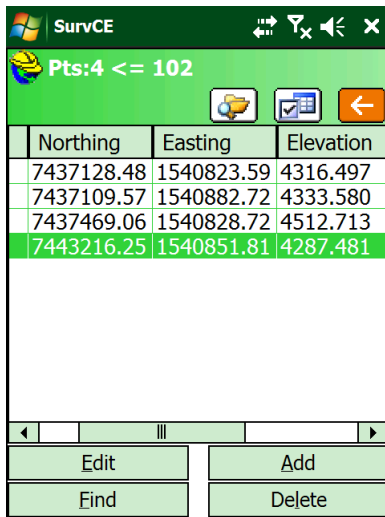 SurvCE
Pts:4 <= 102
Northing Easting Elevation
7437128.48 1540823.59 4316.497
7437109.57 1540882.72 4333.580
7437469.06 1540828.72 4512.713
7443216.25 1540851.81 4287.481
Edit Add
Find Delete